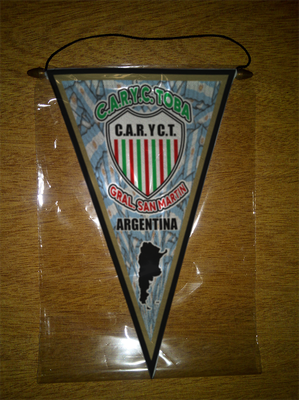 C.A.R.Y.C. TOBA
C.A.R.Y C.T.
GRAL. SAN MARTIN
ARGENTINA